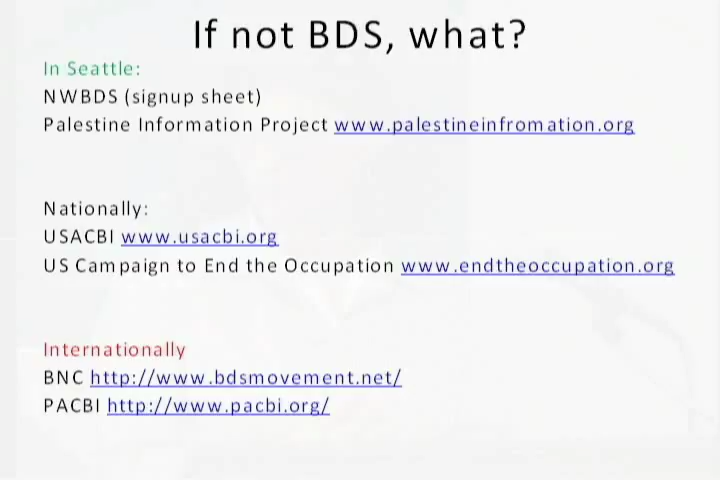 If not BDS, what?
In Seattle:
NWBDS (signup sheet)
Palestine Information Project www.palestineinfromation.org
Nationally:
USACBI www.usacbi.org
US Campaign to End the Occupation www.endtheoccupation.org
Internationally
BNC http://www.bdsmovement.net/
PACBI http://www.pacbi.org/